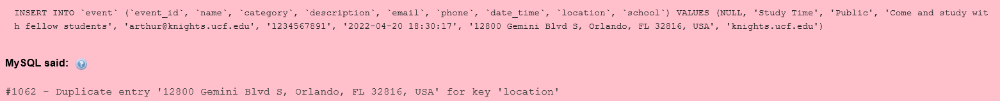 INSERT INTO `event` (`event_id`, `name`, `category`, `description`, `email`, `phone`, `date_time`, `location`, `school`) VALUES (NULL, 'Study Time', 'Public', 'Come and study wit
h fellow students', 'arthur@knights.ucf.edu', '1234567891', '2022-04-20 18:30:17', '12800 Gemini Blvd S, Orlando, FL 32816, USA', 'knights.ucf.edu')
MySQL said: ?
#1062 - Duplicate entry '12800 Gemini Blvd S, Orlando, FL 32816, USA' for key 'location'